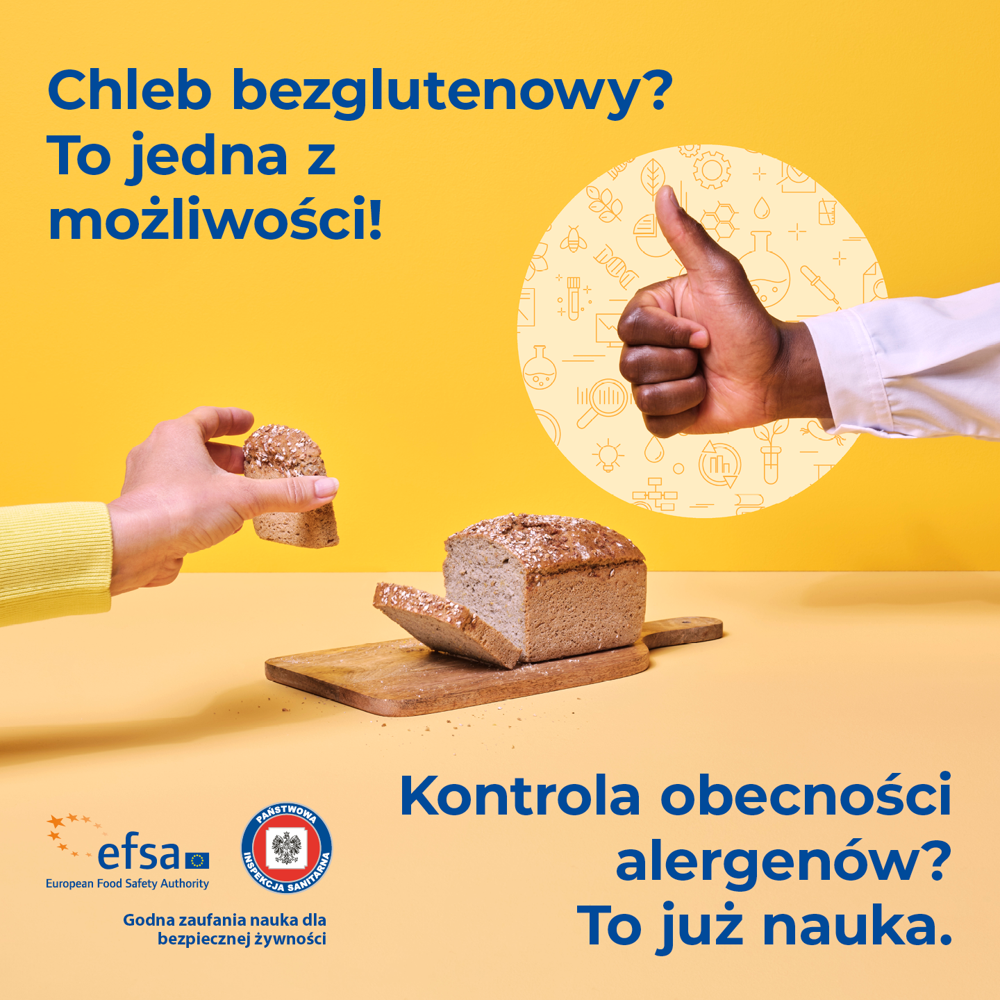 Chleb bezglutenowy?
To jedna z
możliwości!
Kontrola obecności
alergenów?
To już nauka.
efsa
European Food Safety Authority
PAŃSTWOWA
INSPEKCJA SANITARNA
Godna zaufania nauka dla
bezpiecznej żywności